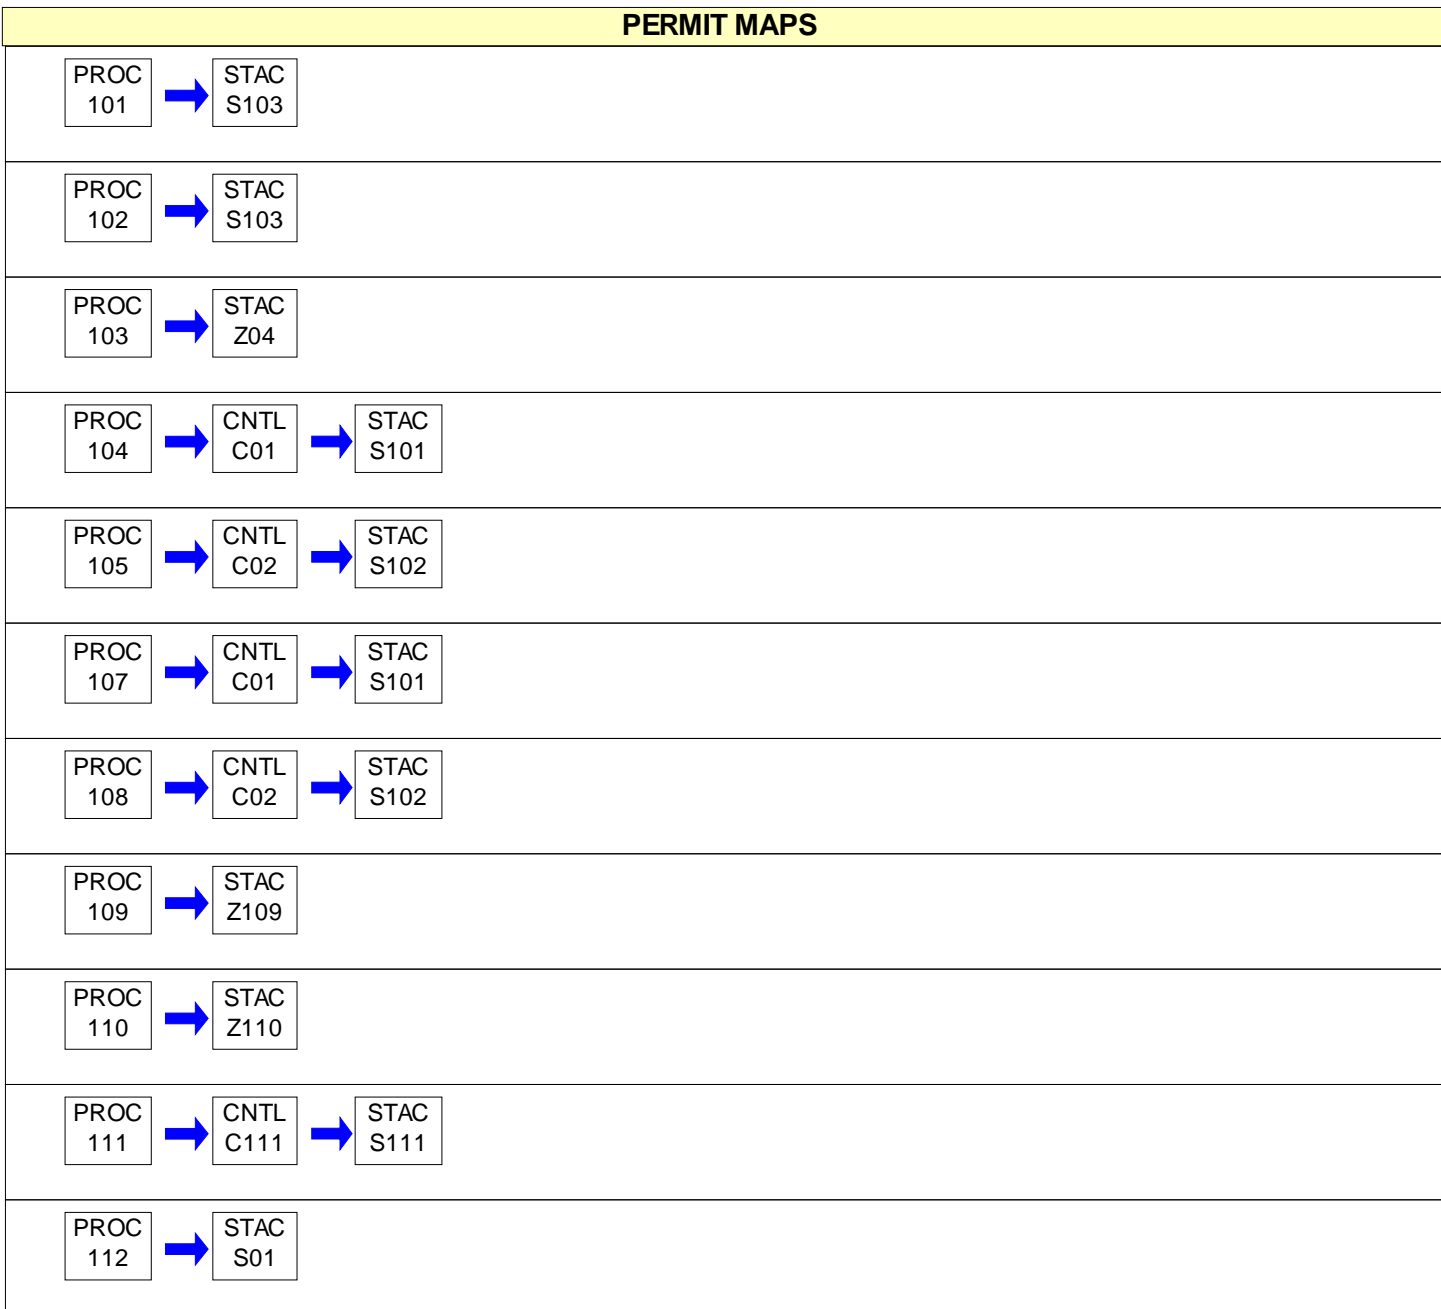 PERMIT MAPS
PROC STAC
101 S103
PROC STAC
102 S103
PROC STAC
103 Z04
PROC CNTL STAC
104 C01 S101
PROC CNTL STAC
105 C02 S102
PROC CNTL STAC
107 C01 S101
PROC CNTL STAC
108 C02 S102
PROC STAC
109 Z109
PROC STAC
110 Z110
PROC CNTL STAC
111 C111 S111
PROC STAC
112 S01